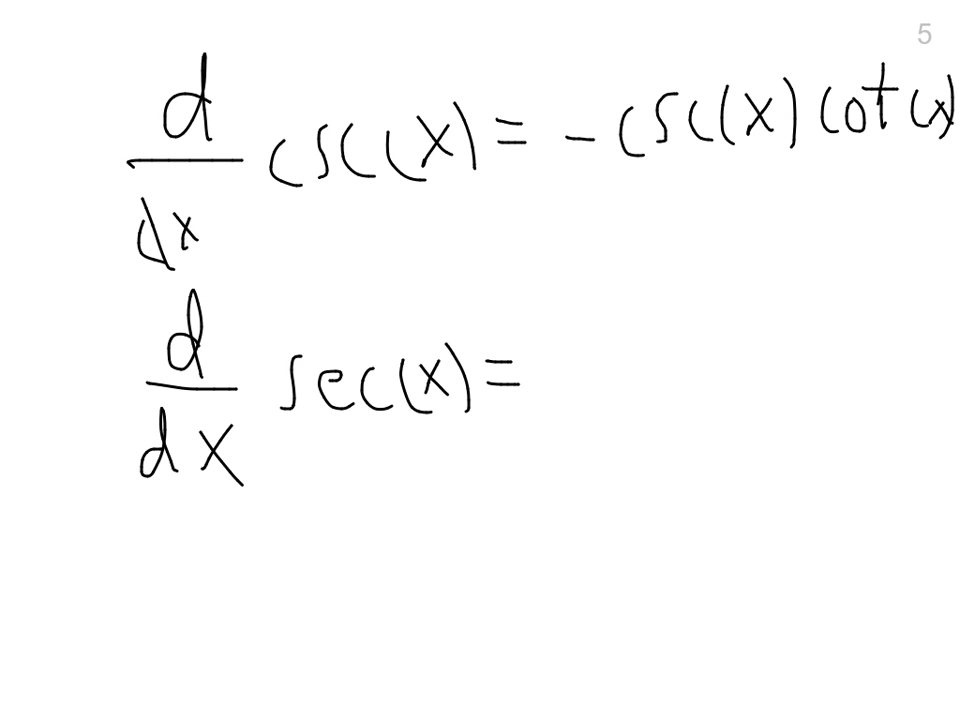 5
d/dx csc(x) = -csc(x) cot(x)
d/dx sec(x) =